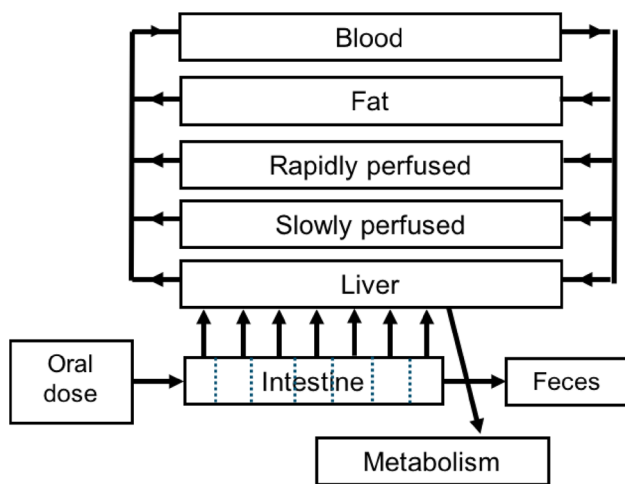 Blood
Fat
Rapidly perfused
Slowly perfused
Liver
Oral
dose
Intestine
Feces
Metabolism